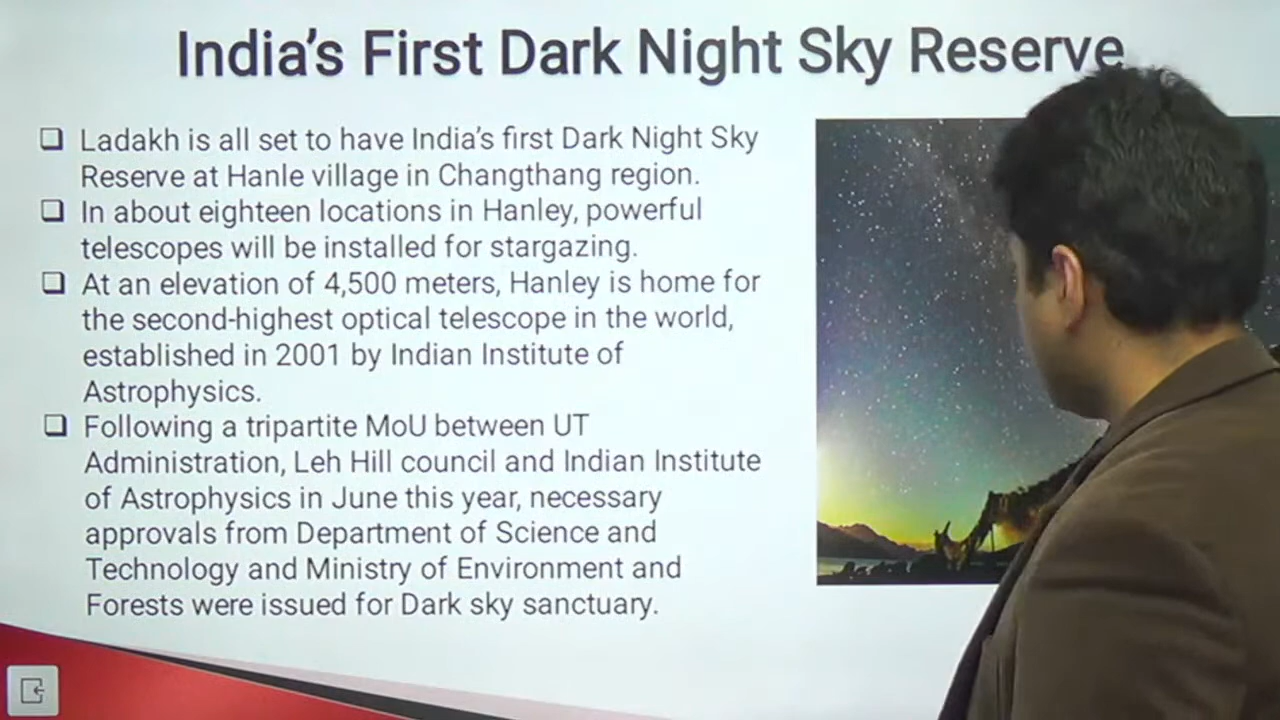 India's First Dark Night Sky Reserve
Ladakh is all set to have India's first Dark Night Sky
Reserve at Hanle village in Changthang region.
In about eighteen locations in Hanley, powerful
telescopes will be installed for stargazing.
At an elevation of 4,500 meters, Hanley is home for
the second-highest optical telescope in the world,
established in 2001 by Indian Institute of
Astrophysics.
Following a tripartite MoU between UT
Administration, Leh Hill council and Indian Institute
of Astrophysics in June this year, necessary
approvals from Department of Science and
Technology and Ministry of Environment and
Forests were issued for Dark sky sanctuary.